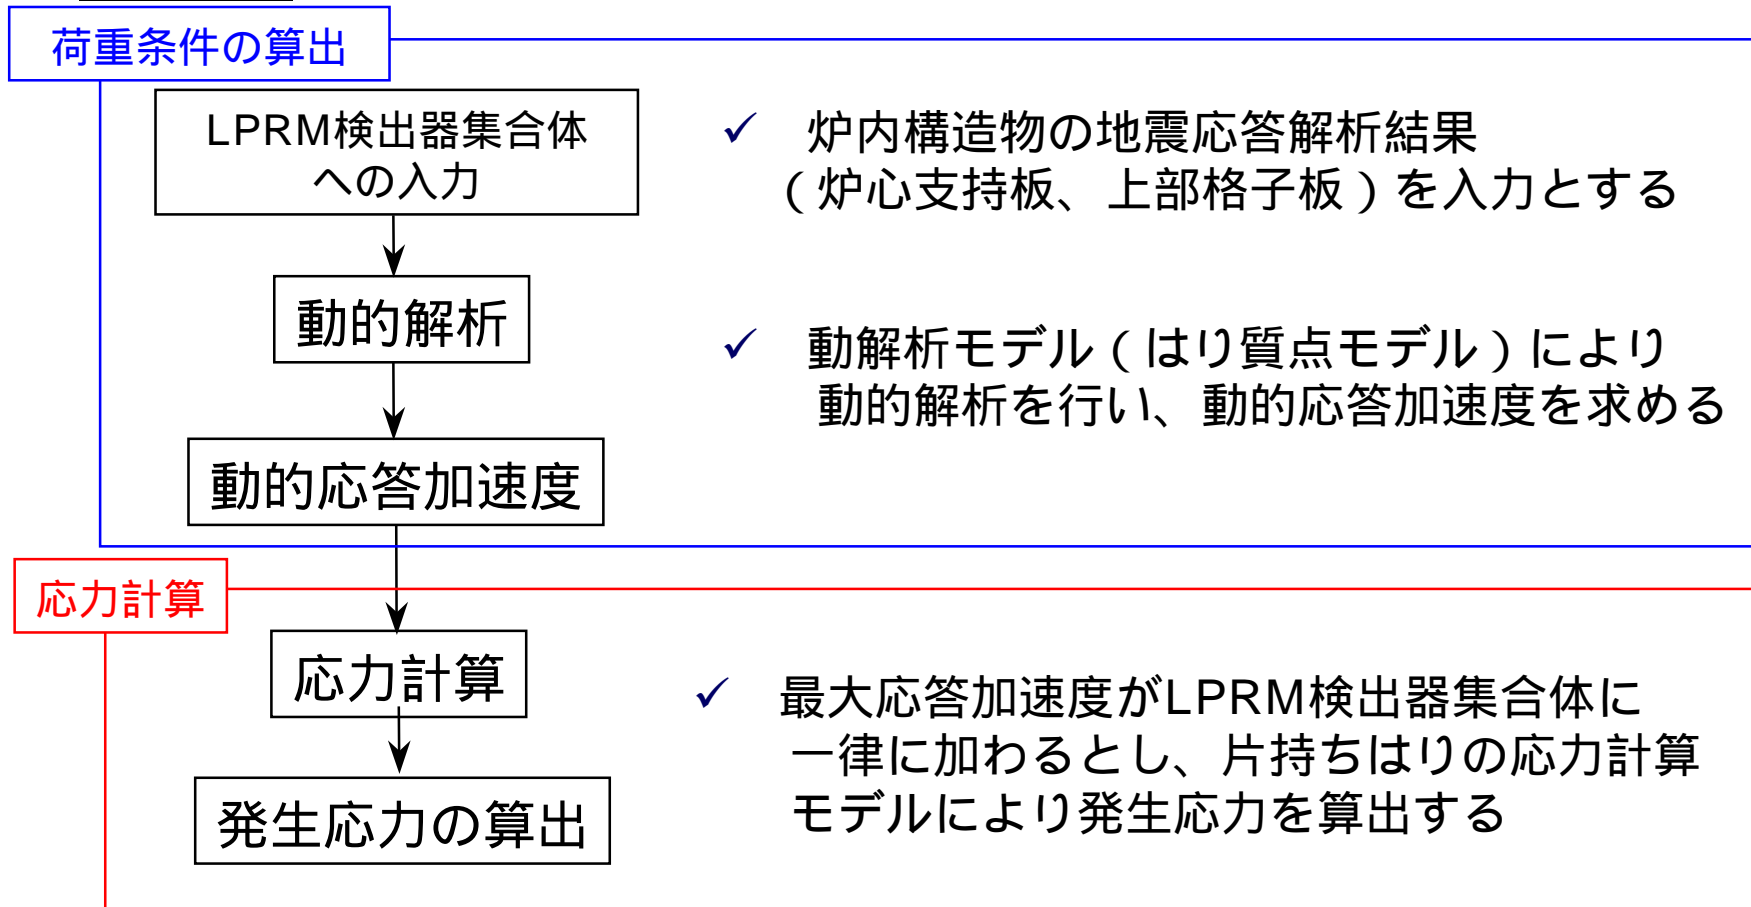 荷重条件の算出
LPRM検出器集合体
への入力
✓ 炉内構造物の地震応答解析結果
（炉心支持板、上部格子板）を入力とする
動的解析
✓ 動解析モデル（はり質点モデル）により
動的解析を行い、動的応答加速度を求める
動的応答加速度
応力計算
応力計算
✓ 最大応答加速度がLPRM検出器集合体に
一律に加わるとし、片持ちはりの応力計算
モデルにより発生応力を算出する
発生応力の算出